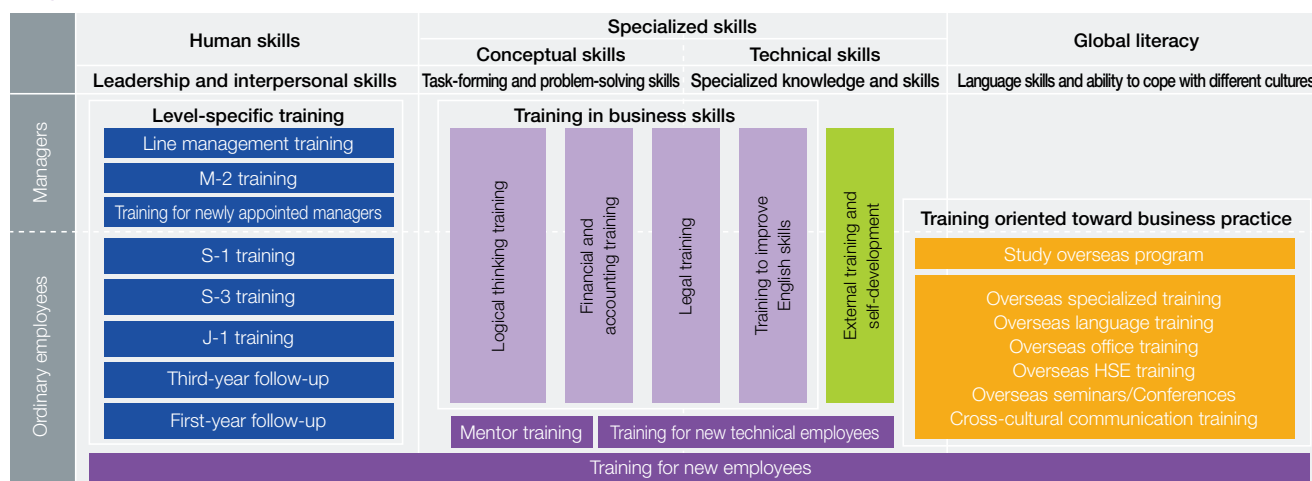 Human skills
Specialized skills
Global literacy
Conceptual skills
Technical skills
Leadership and interpersonal skills
Task-forming and problem-solving skills
Specialized knowledge and skills
Language skills and ability to cope with different cultures
Managers
Ordinary employees
Level-specific training
Line management training
M-2 training
Training for newly appointed managers
S-1 training
S-3 training
J-1 training
Third-year follow-up
First-year follow-up
Training in business skills
Logical thinking training
Financial and
accounting training
Legal training
Training to improve
English skills
External training and
self-development
Mentor training
Training for new technical employees
Training oriented toward business practice
Study overseas program
Overseas specialized training
Overseas language training
Overseas office training
Overseas HSE training
Overseas seminars/Conferences
Cross-cultural communication training
Training for new employees